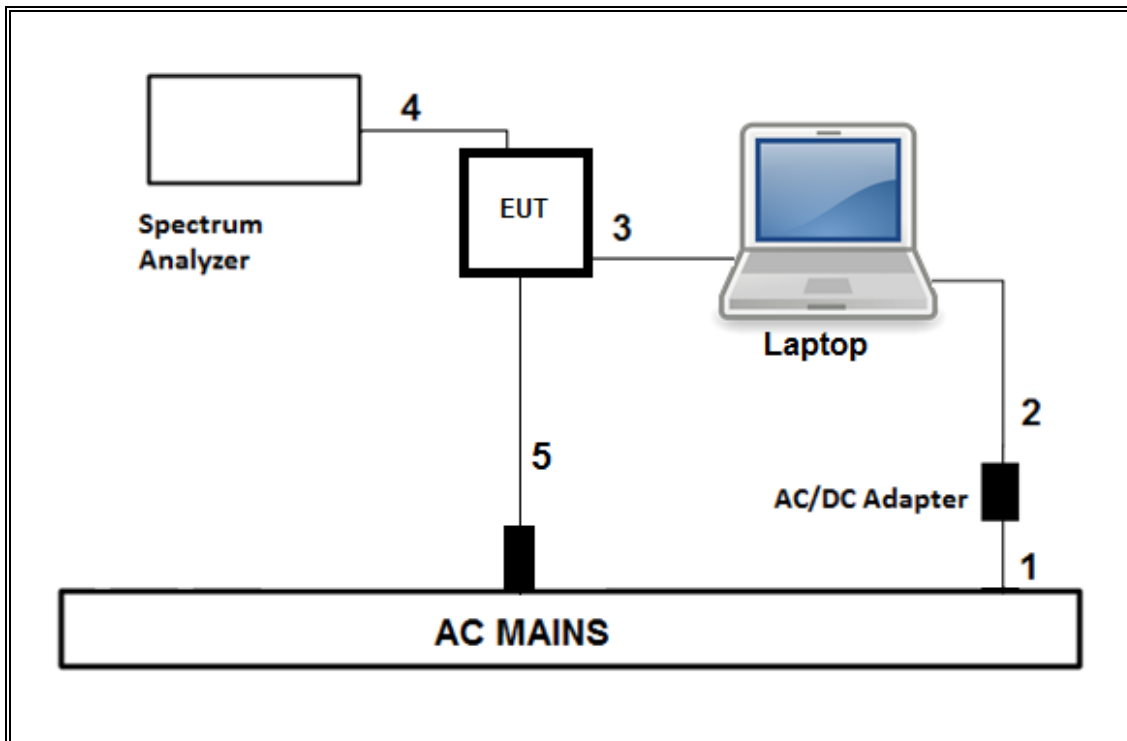 4
EUT
Spectrum
Analyzer
3
Laptop
2
5
AC/DC Adapter
1
AC MAINS